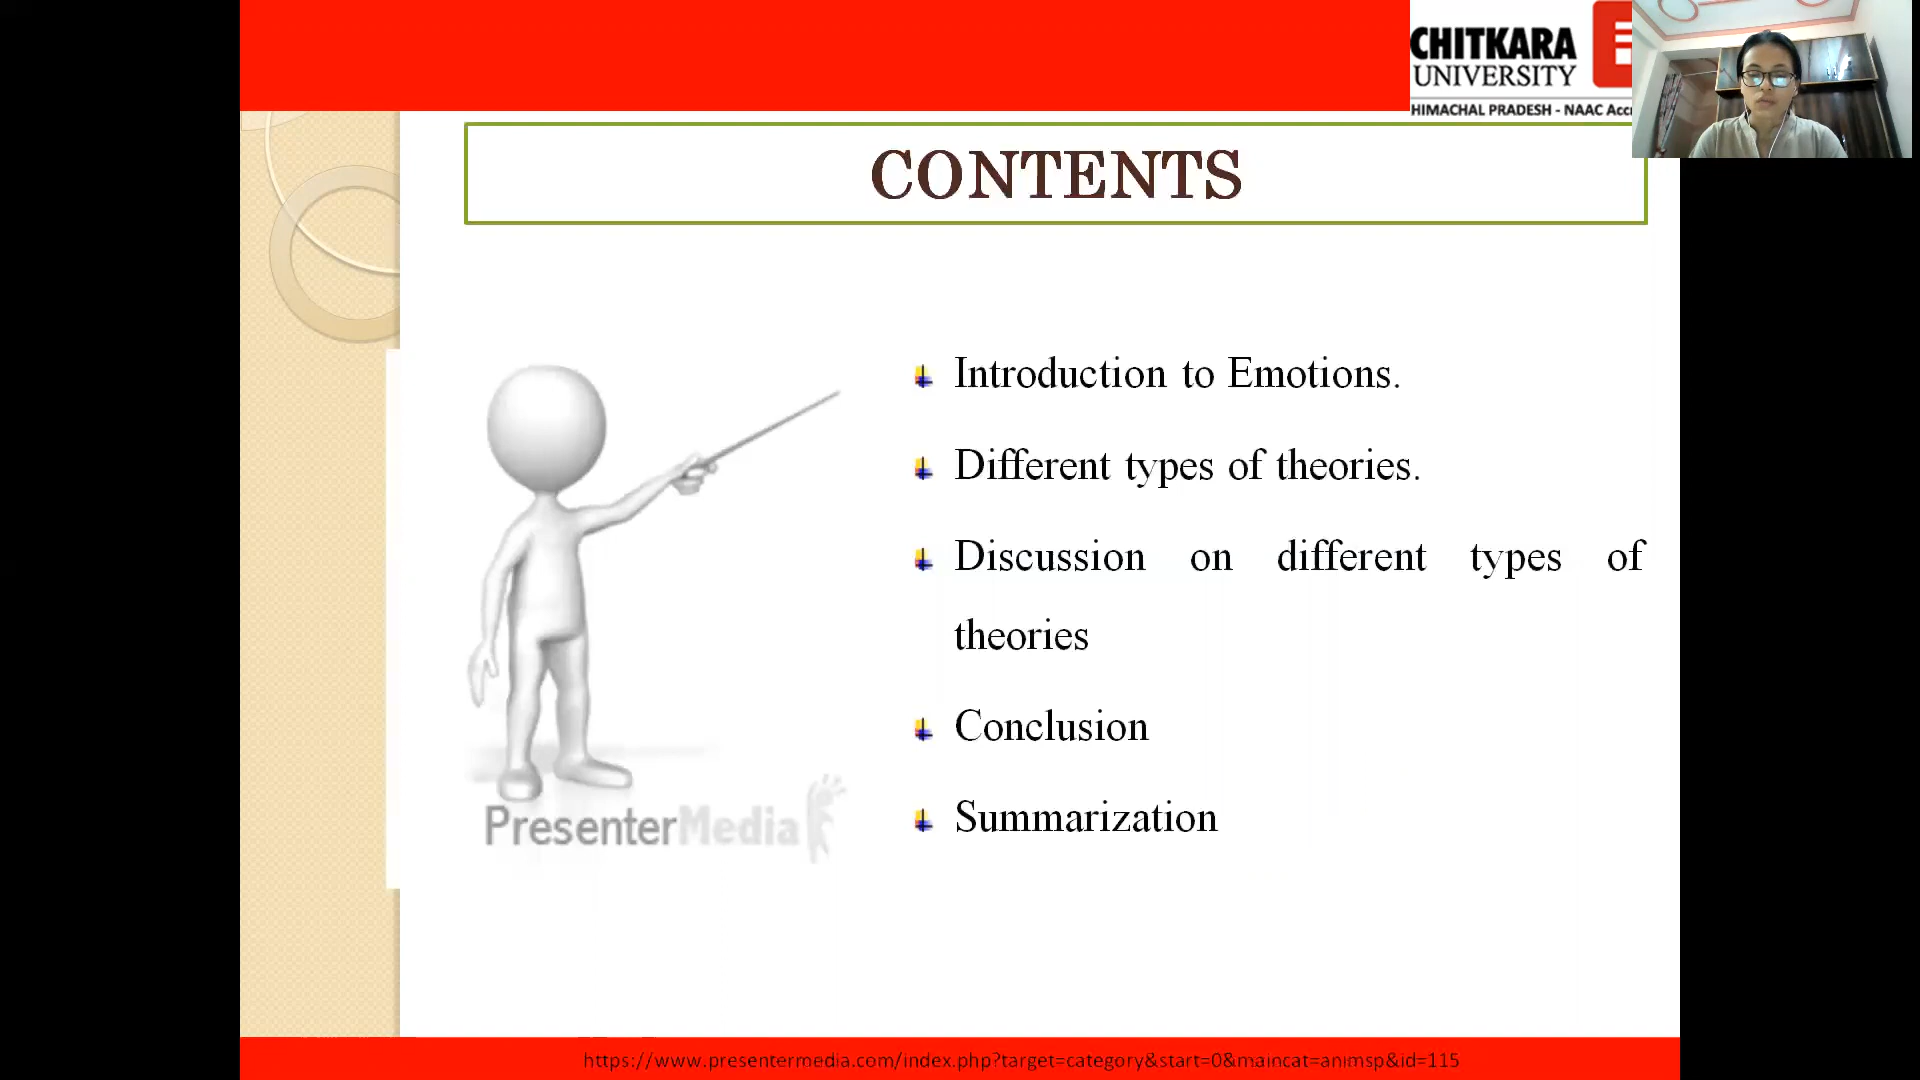 CHITKARA
UNIVERSITY
HIMACHAL PRADESH - NAAC
CONTENTS
Introduction to Emotions.
Different types of theories.
Discussion on different types of
theories
Conclusion
Summarization
PresenterMedia
https://www.presentermedia.com/index.php?target=category&start=0&maincat=animsp&id=115